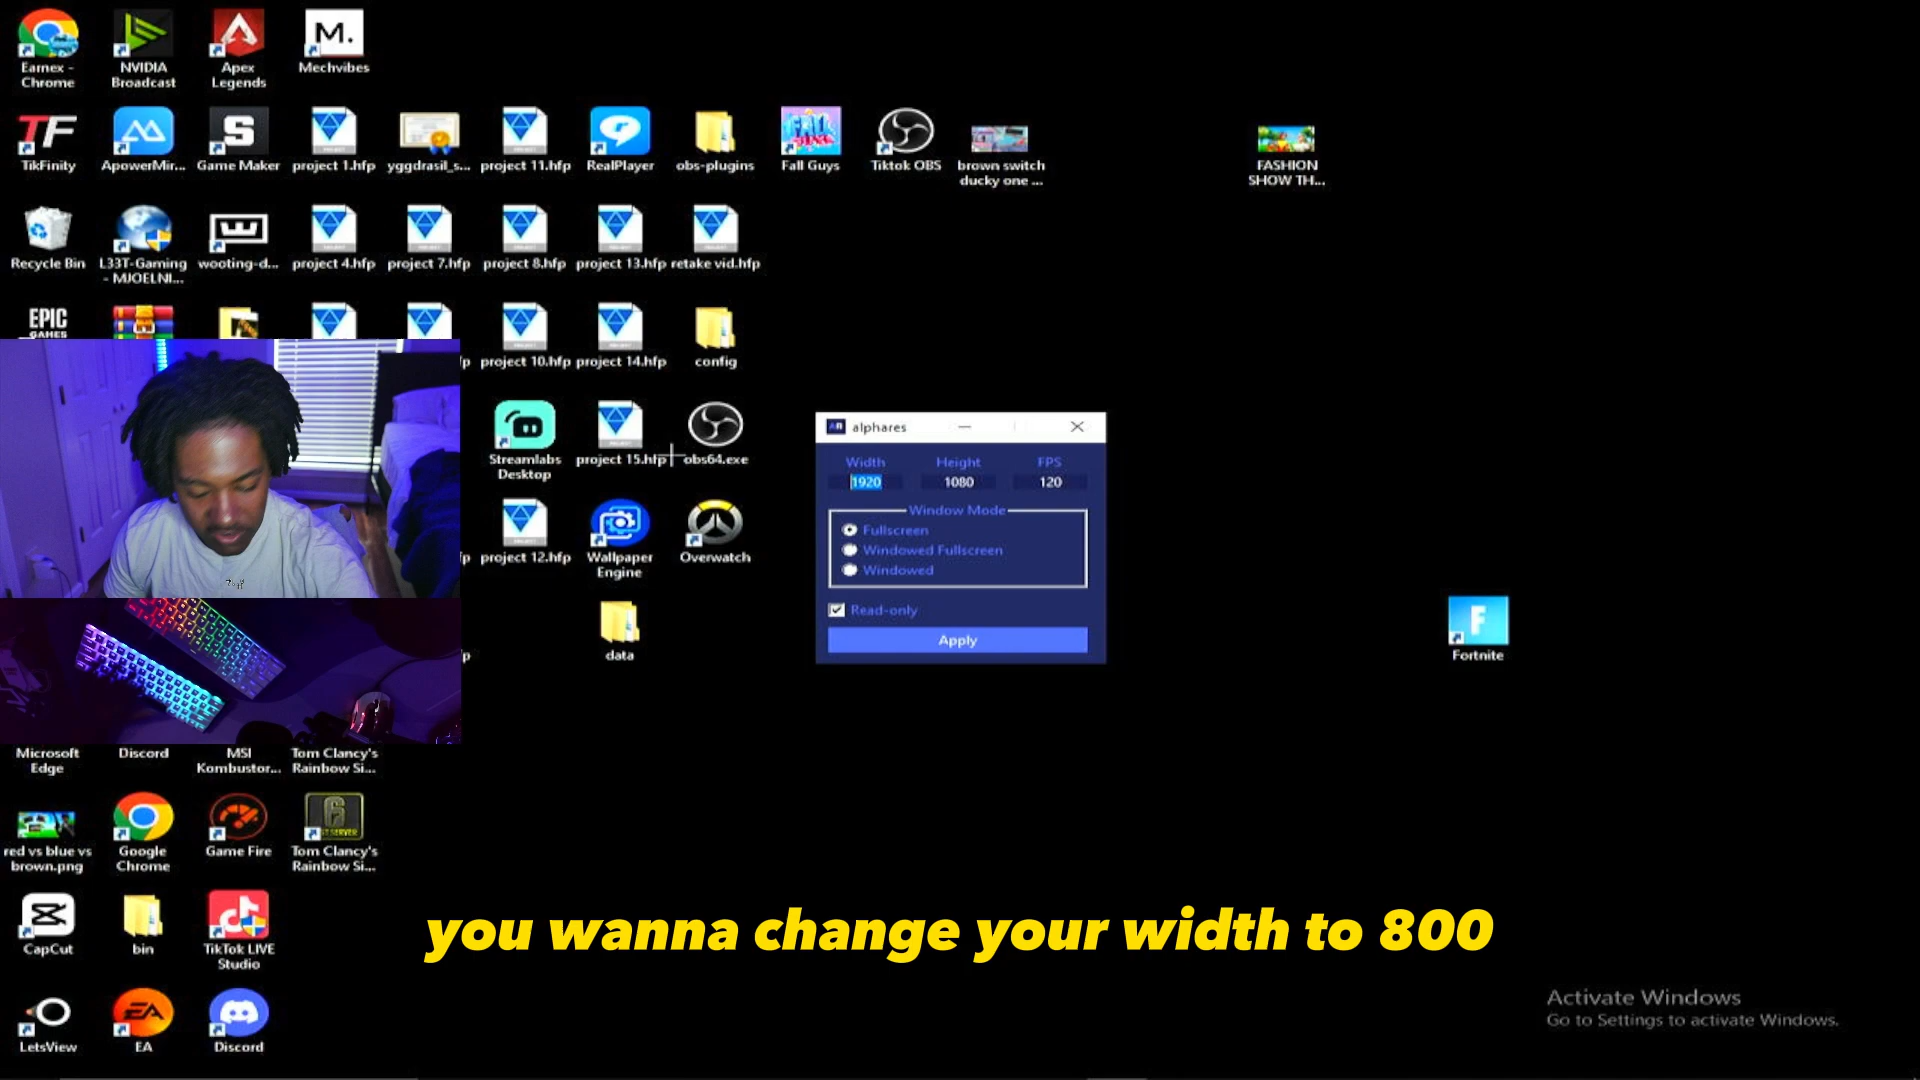 M.
Earnex -
Chrome
NVIDIA
Broadcast
Apex
Legends
Mechvibes
TF
S
FALL GUYS
TikFinity
ApowerMir...
Game Maker
project 1.hfp
yggdrasil_s...
project 11.hfp
RealPlayer
obs-plugins
Fall Guys
Tiktok OBS
brown switch
ducky one ...
FASHION
SHOW TH...
Recycle Bin
L33T-Gaming
- MJOELNI...
wooting-d...
project 4.hfp
project 7.hfp
project 8.hfp
project 13.hfp
retake vid.hfp
EPIC
GAMES
project 10.hfp
project 14.hfp
config
Streamlabs
Desktop
project 15.hfp
obs64.exe
project 12.hfp
Wallpaper
Engine
Overwatch
data
alphares
Width
Height
FPS
1920
1080
120
Window Mode
Fullscreen
Windowed Fullscreen
Windowed
Read-only
Apply
F
Fortnite
Microsoft
Edge
Discord
MSI
Kombustor...
Tom Clancy's
Rainbow Si...
red vs blue vs
brown.png
Google
Chrome
Game Fire
6
Tom Clancy's
Rainbow Si...
CapCut
bin
TikTok LIVE
Studio
you wanna change your width to 800
EA
LetsView
EA
Discord
Activate Windows
Go to Settings to activate Windows.